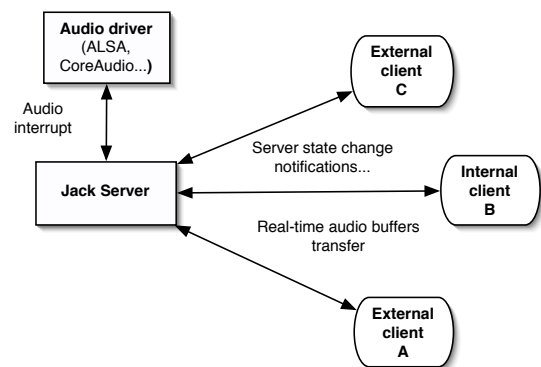 Audio driver
(ALSA,
CoreAudio...)
Audio
interrupt
Jack Server
External
client
C
Server state change
notifications...
Internal
client
B
Real-time audio buffers
transfer
External
client
A